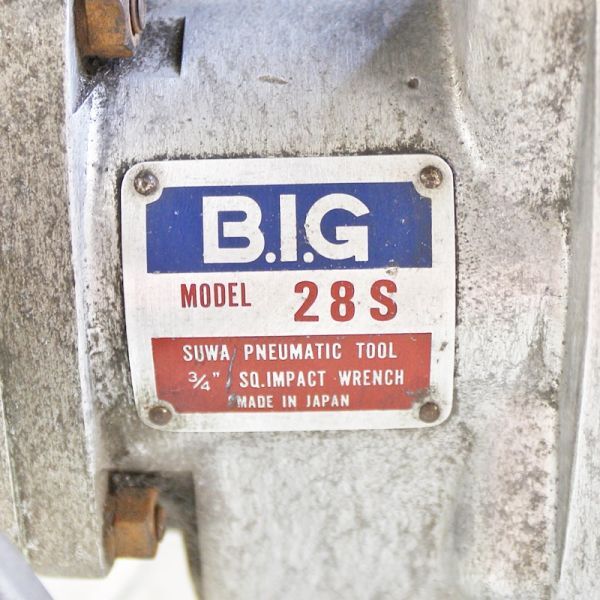 B.I.G
MODEL 28S
SUWA PNEUMATIC TOOL
3/4" SQ.IMPACT WRENCH
MADE IN JAPAN